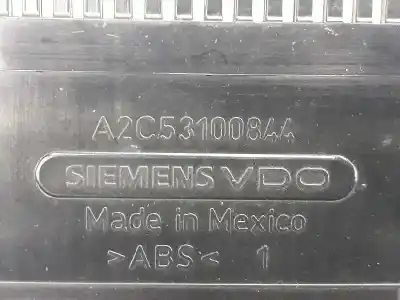 A2C53100844
SIEMENS VDO
Made in Mexico
>ABS< 1